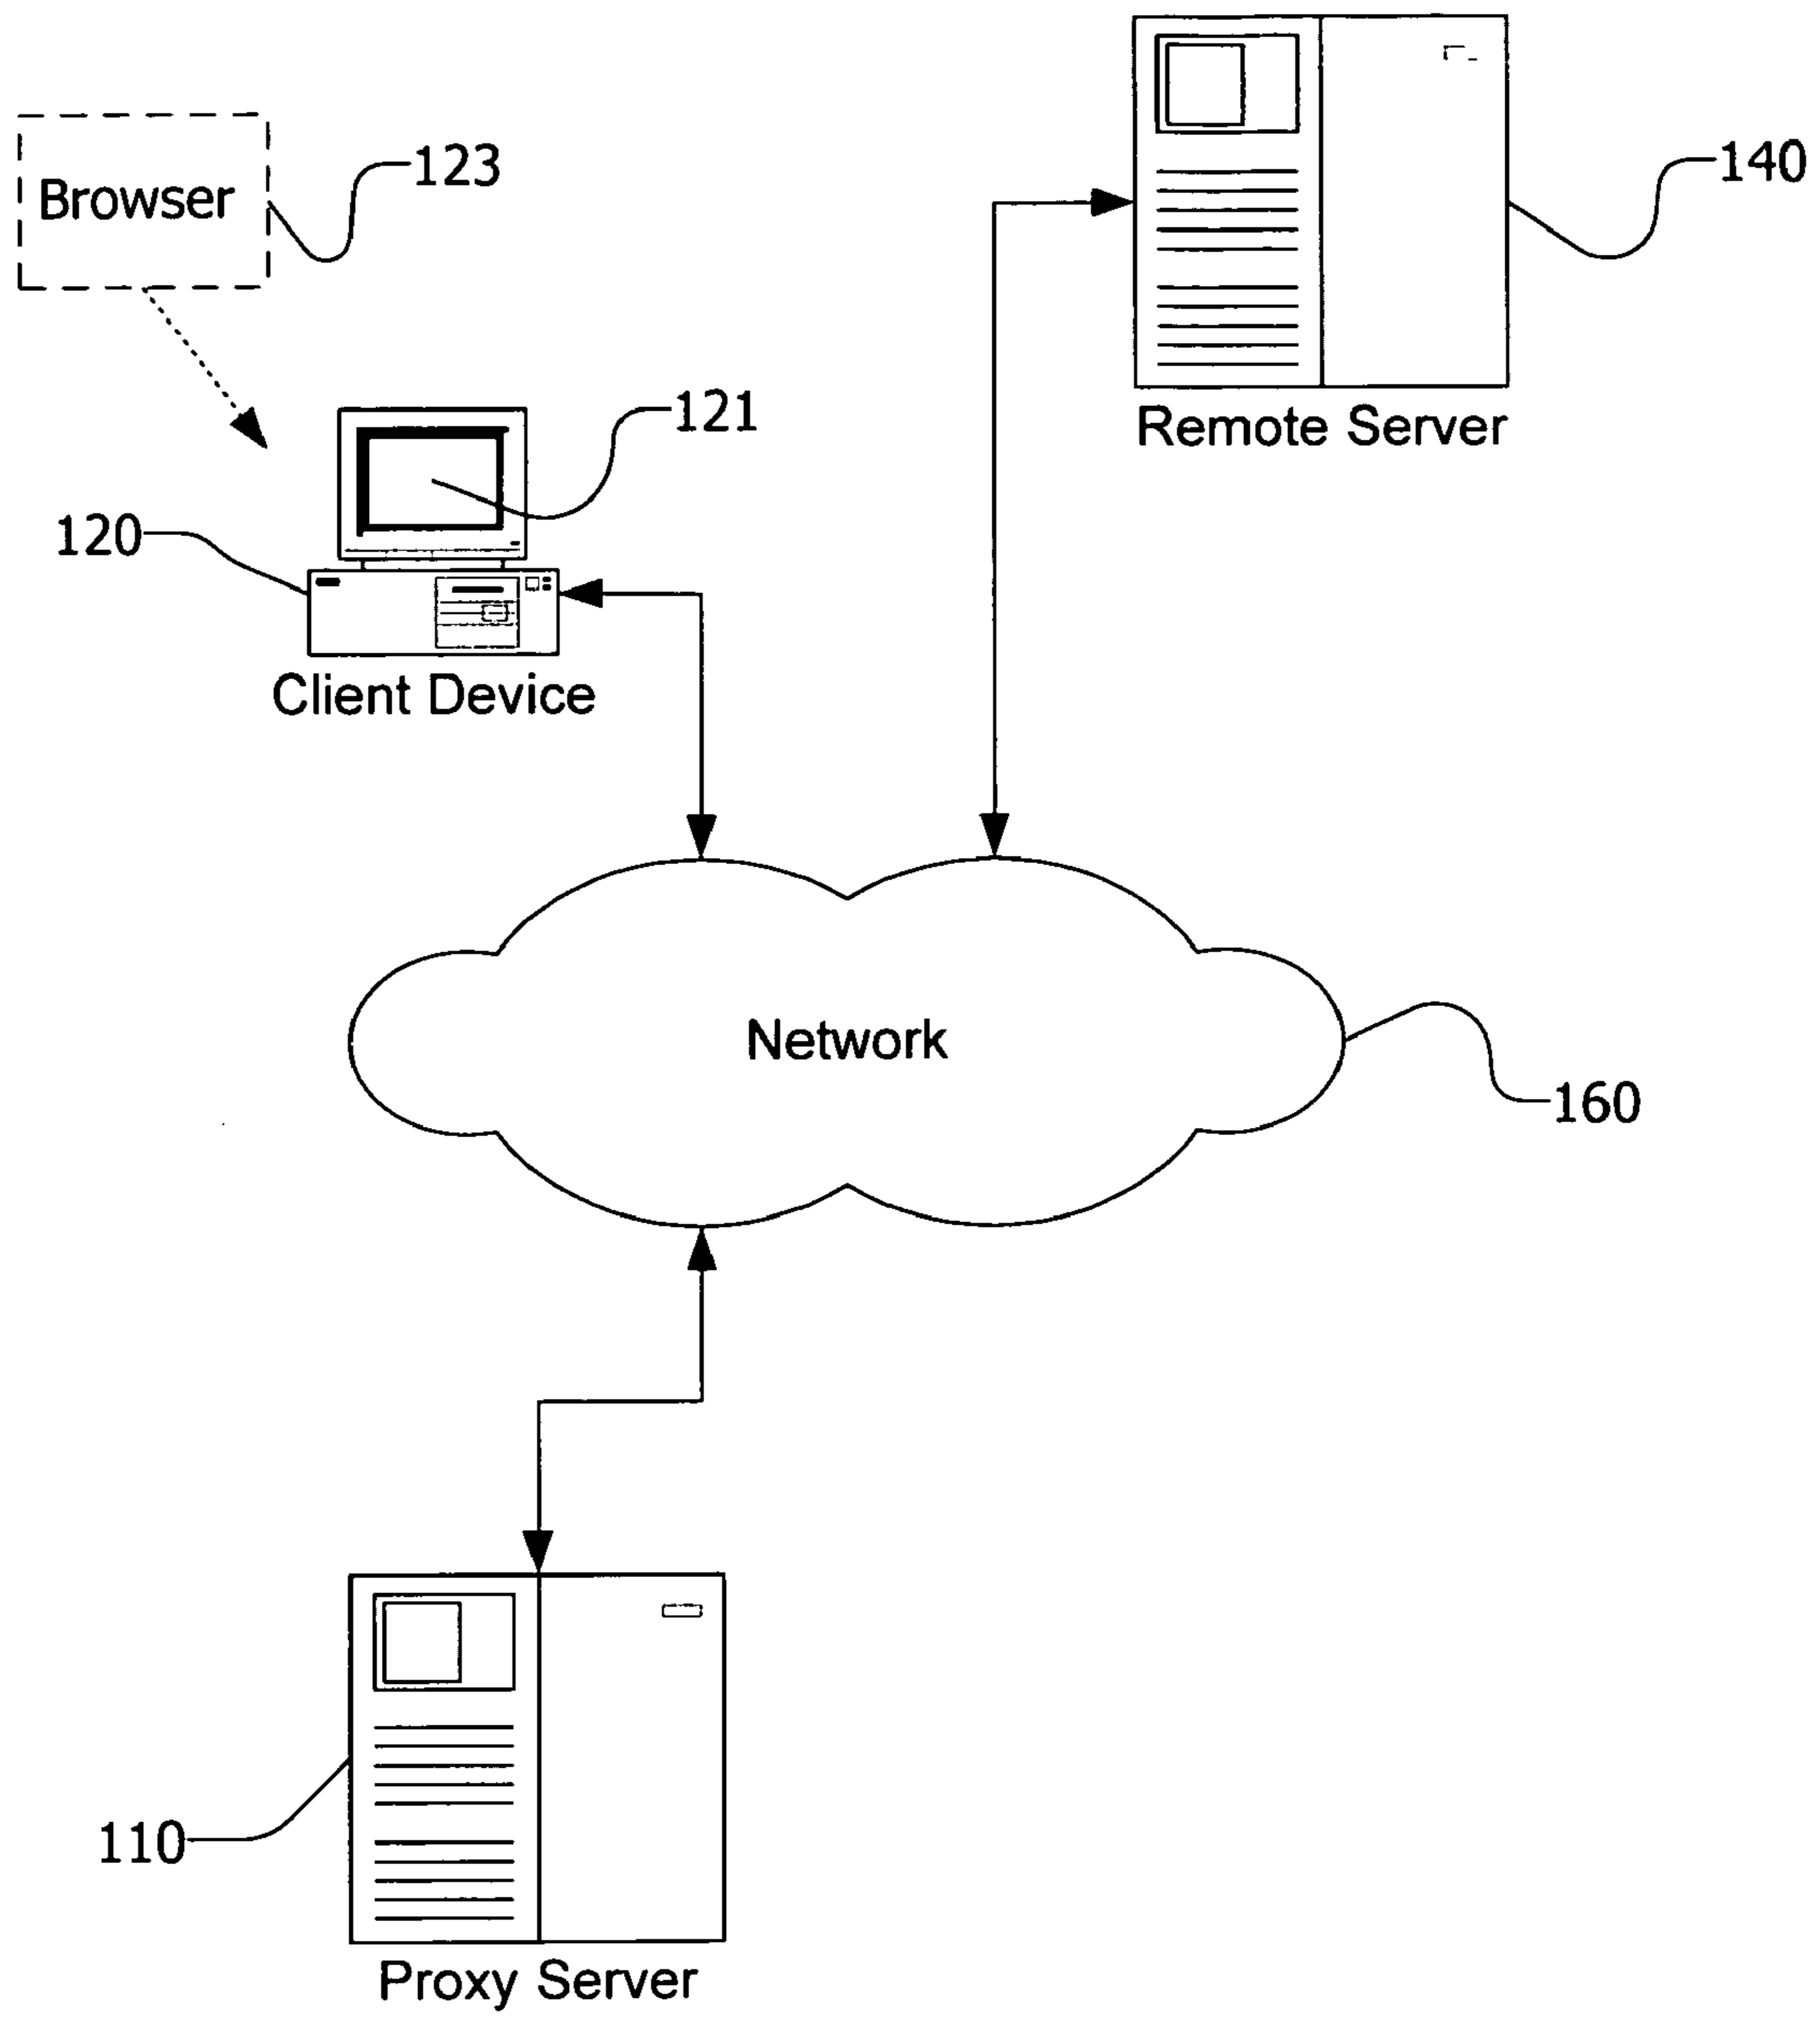 123
Browser
140
121
Remote Server
120
Client Device
Network
160
110
Proxy Server